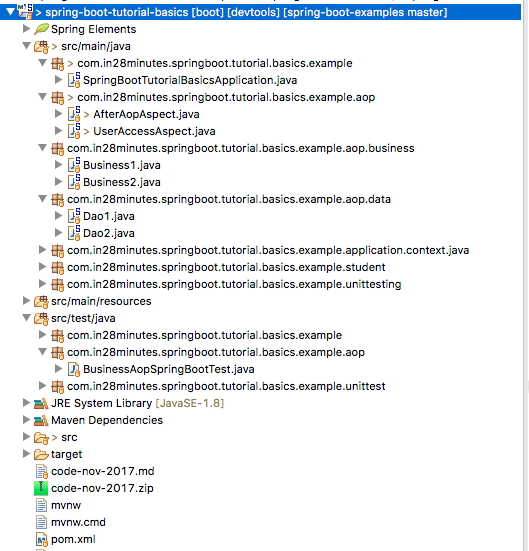 > spring-boot-tutorial-basics [boot] [devtools] [spring-boot-examples master]
Spring Elements
> src/main/java
> com.in28minutes.springboot.tutorial.basics.example
SpringBootTutorialBasicsApplication.java
> com.in28minutes.springboot.tutorial.basics.example.aop
> AfterAopAspect.java
> UserAccessAspect.java
com.in28minutes.springboot.tutorial.basics.example.aop.business
Business1.java
Business2.java
com.in28minutes.springboot.tutorial.basics.example.aop.data
Dao1.java
Dao2.java
com.in28minutes.springboot.tutorial.basics.example.application.context.java
com.in28minutes.springboot.tutorial.basics.example.student
com.in28minutes.springboot.tutorial.basics.example.unittesting
src/main/resources
src/test/java
com.in28minutes.springboot.tutorial.basics.example
com.in28minutes.springboot.tutorial.basics.example.aop
BusinessAopSpringBootTest.java
com.in28minutes.springboot.tutorial.basics.example.unittest
JRE System Library [JavaSE-1.8]
Maven Dependencies
> src
target
code-nov-2017.md
code-nov-2017.zip
mvnw
mvnw.cmd
pom.xml